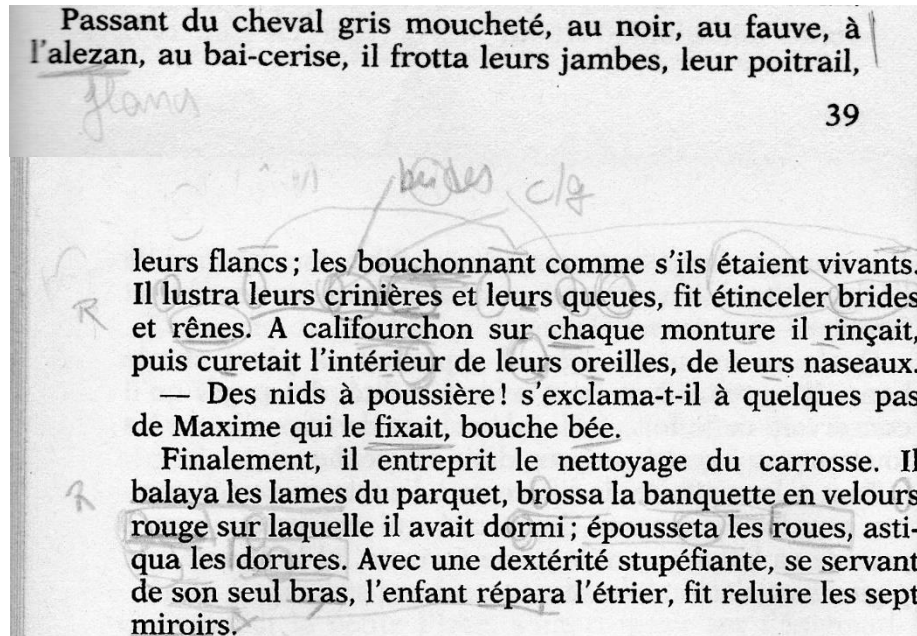 Passant du cheval gris moucheté, au noir, au fauve, à
l'alezan, au bai-cerise, il frotta leurs jambes, leur poitrail,
flancs
39
brides c/g
leurs flancs ; les bouchonnant comme s'ils étaient vivants.
Il lustra leurs crinières et leurs queues, fit étinceler brides
R
et rênes. A califourchon sur chaque monture il rinçait,
puis curetait l'intérieur de leurs oreilles, de leurs naseaux.
— Des nids à poussière ! s'exclama-t-il à quelques pas
de Maxime qui le fixait, bouche bée.
Finalement, il entreprit le nettoyage du carrosse. Il
balaya les lames du parquet, brossa la banquette en velours
R
rouge sur laquelle il avait dormi ; épousseta les roues, asti-
qua les dorures. Avec une dextérité stupéfiante, se servant
de son seul bras, l'enfant répara l'étrier, fit reluire les sept
miroirs.